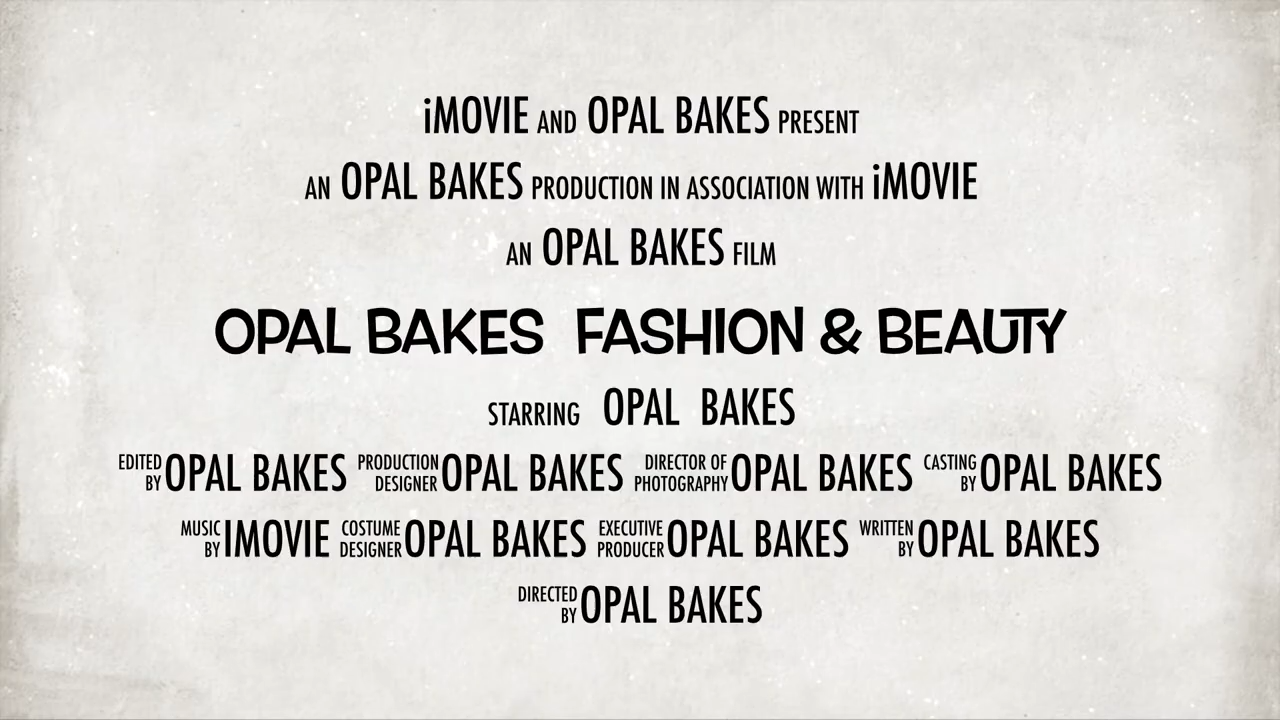 iMOVIE AND OPAL BAKES PRESENT
AN OPAL BAKES PRODUCTION IN ASSOCIATION WITH iMOVIE
AN OPAL BAKES FILM
OPAL BAKES FASHION & BEAUTY
STARRING OPAL BAKES
EDITED BY OPAL BAKES PRODUCTION DESIGNER OPAL BAKES DIRECTOR OF PHOTOGRAPHY OPAL BAKES CASTING BY OPAL BAKES
MUSIC BY IMOVIE COSTUME DESIGNER OPAL BAKES EXECUTIVE PRODUCER OPAL BAKES WRITTEN BY OPAL BAKES
DIRECTED BY OPAL BAKES